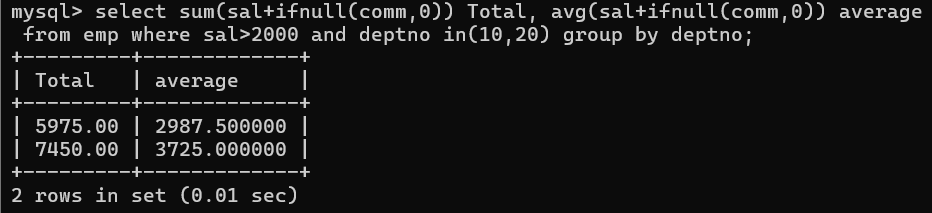 mysql> select sum(sal+ifnull(comm,0)) Total, avg(sal+ifnull(comm,0)) average
 from emp where sal>2000 and deptno in(10,20) group by deptno;
+---------+-------------+
| Total   | average     |
+---------+-------------+
| 5975.00 | 2987.500000 |
| 7450.00 | 3725.000000 |
+---------+-------------+
2 rows in set (0.01 sec)